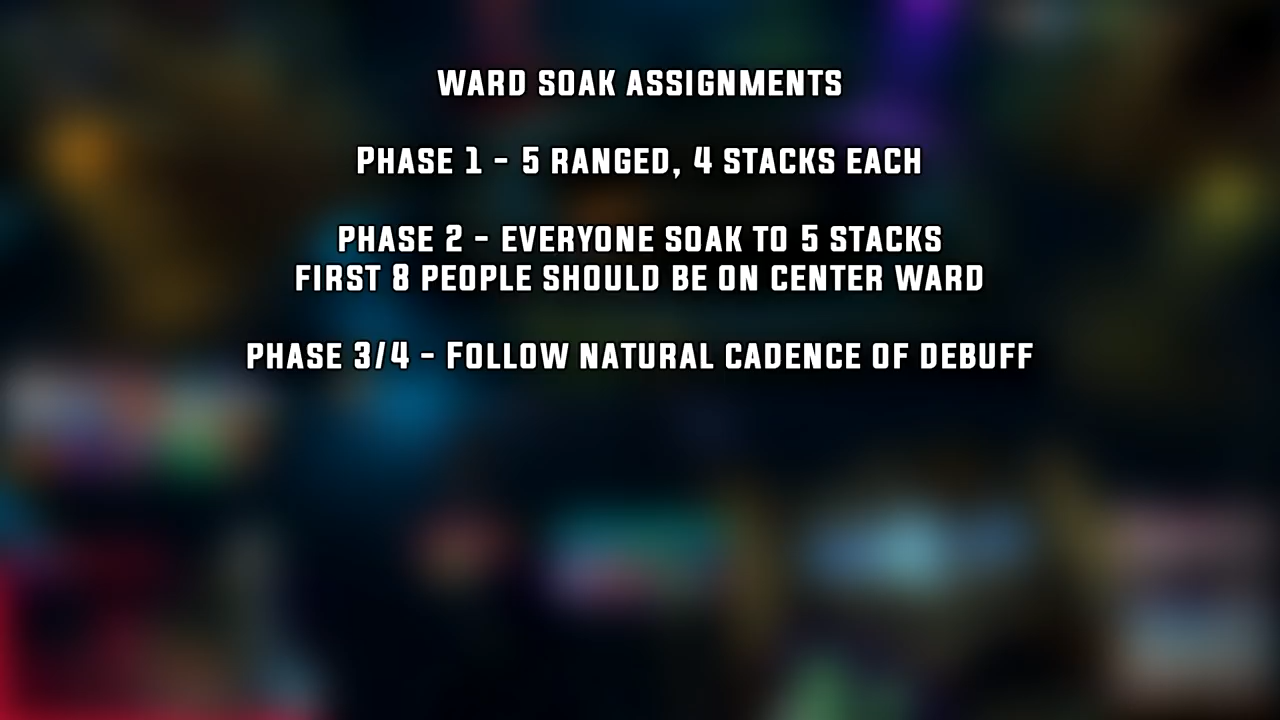 WARD SOAK ASSIGNMENTS
PHASE 1 - 5 RANGED, 4 STACKS EACH
PHASE 2 - EVERYONE SOAK TO 5 STACKS
FIRST 8 PEOPLE SHOULD BE ON CENTER WARD
PHASE 3/4 - FOLLOW NATURAL CADENCE OF DEBUFF